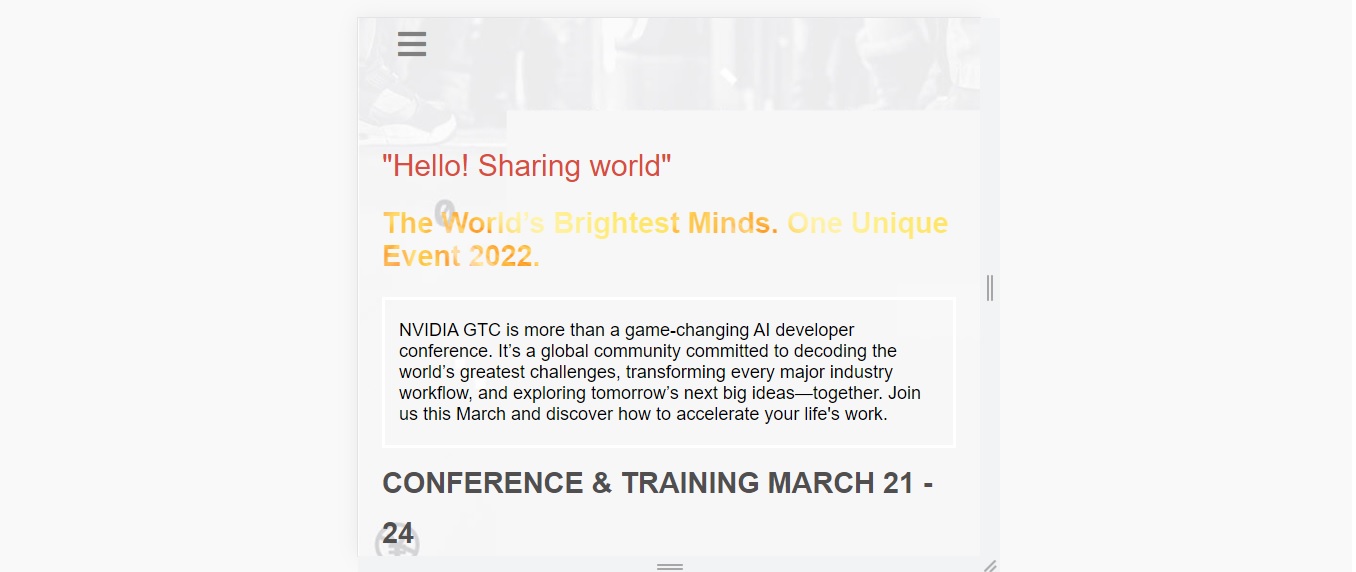 "Hello! Sharing world"
The World’s Brightest Minds. One Unique
Event 2022.
NVIDIA GTC is more than a game-changing AI developer
conference. It’s a global community committed to decoding the
world’s greatest challenges, transforming every major industry
workflow, and exploring tomorrow’s next big ideas—together. Join
us this March and discover how to accelerate your life's work.
CONFERENCE & TRAINING MARCH 21 -
24